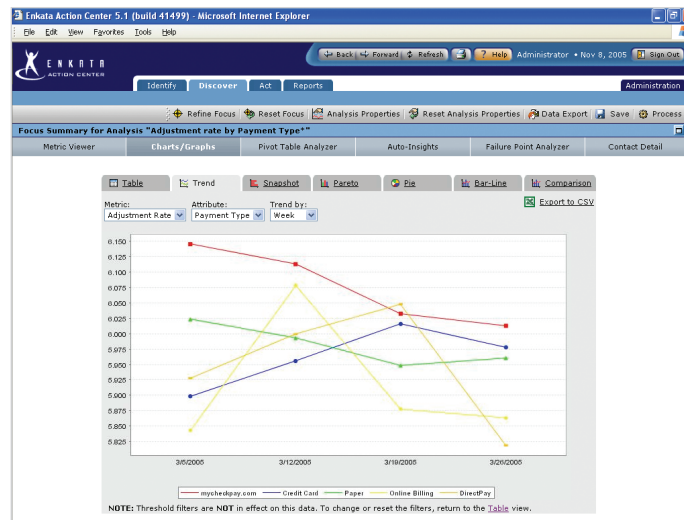 Enkata Action Center 5.1 (build 41499) - Microsoft Internet Explorer
File Edit View Favorites Tools Help
Back Forward Refresh ? Help Administrator • Nov 8, 2005 Sign Out
ENKATA
ACTION CENTER
Identify Discover Act Reports Administration
Refine Focus Reset Focus Analysis Properties Reset Analysis Properties Data Export Save Process
Focus Summary for Analysis "Adjustment rate by Payment Type*"
Metric Viewer Charts/Graphs Pivot Table Analyzer Auto-Insights Failure Point Analyzer Contact Detail
Table Trend Snapshot Pareto Pie Bar-Line Comparison
Metric: Attribute: Trend by: Export to CSV
Adjustment Rate Payment Type Week
6.150
6.125
6.100
6.075
6.050
6.025
6.000
5.975
5.950
5.925
5.900
5.875
5.850
5.825
3/5/2005 3/12/2005 3/19/2005 3/26/2005
mycheckpay.com Credit Card Paper Online Billing DirectPay
NOTE: Threshold filters are NOT in effect on this data. To change or reset the filters, return to the Table view.